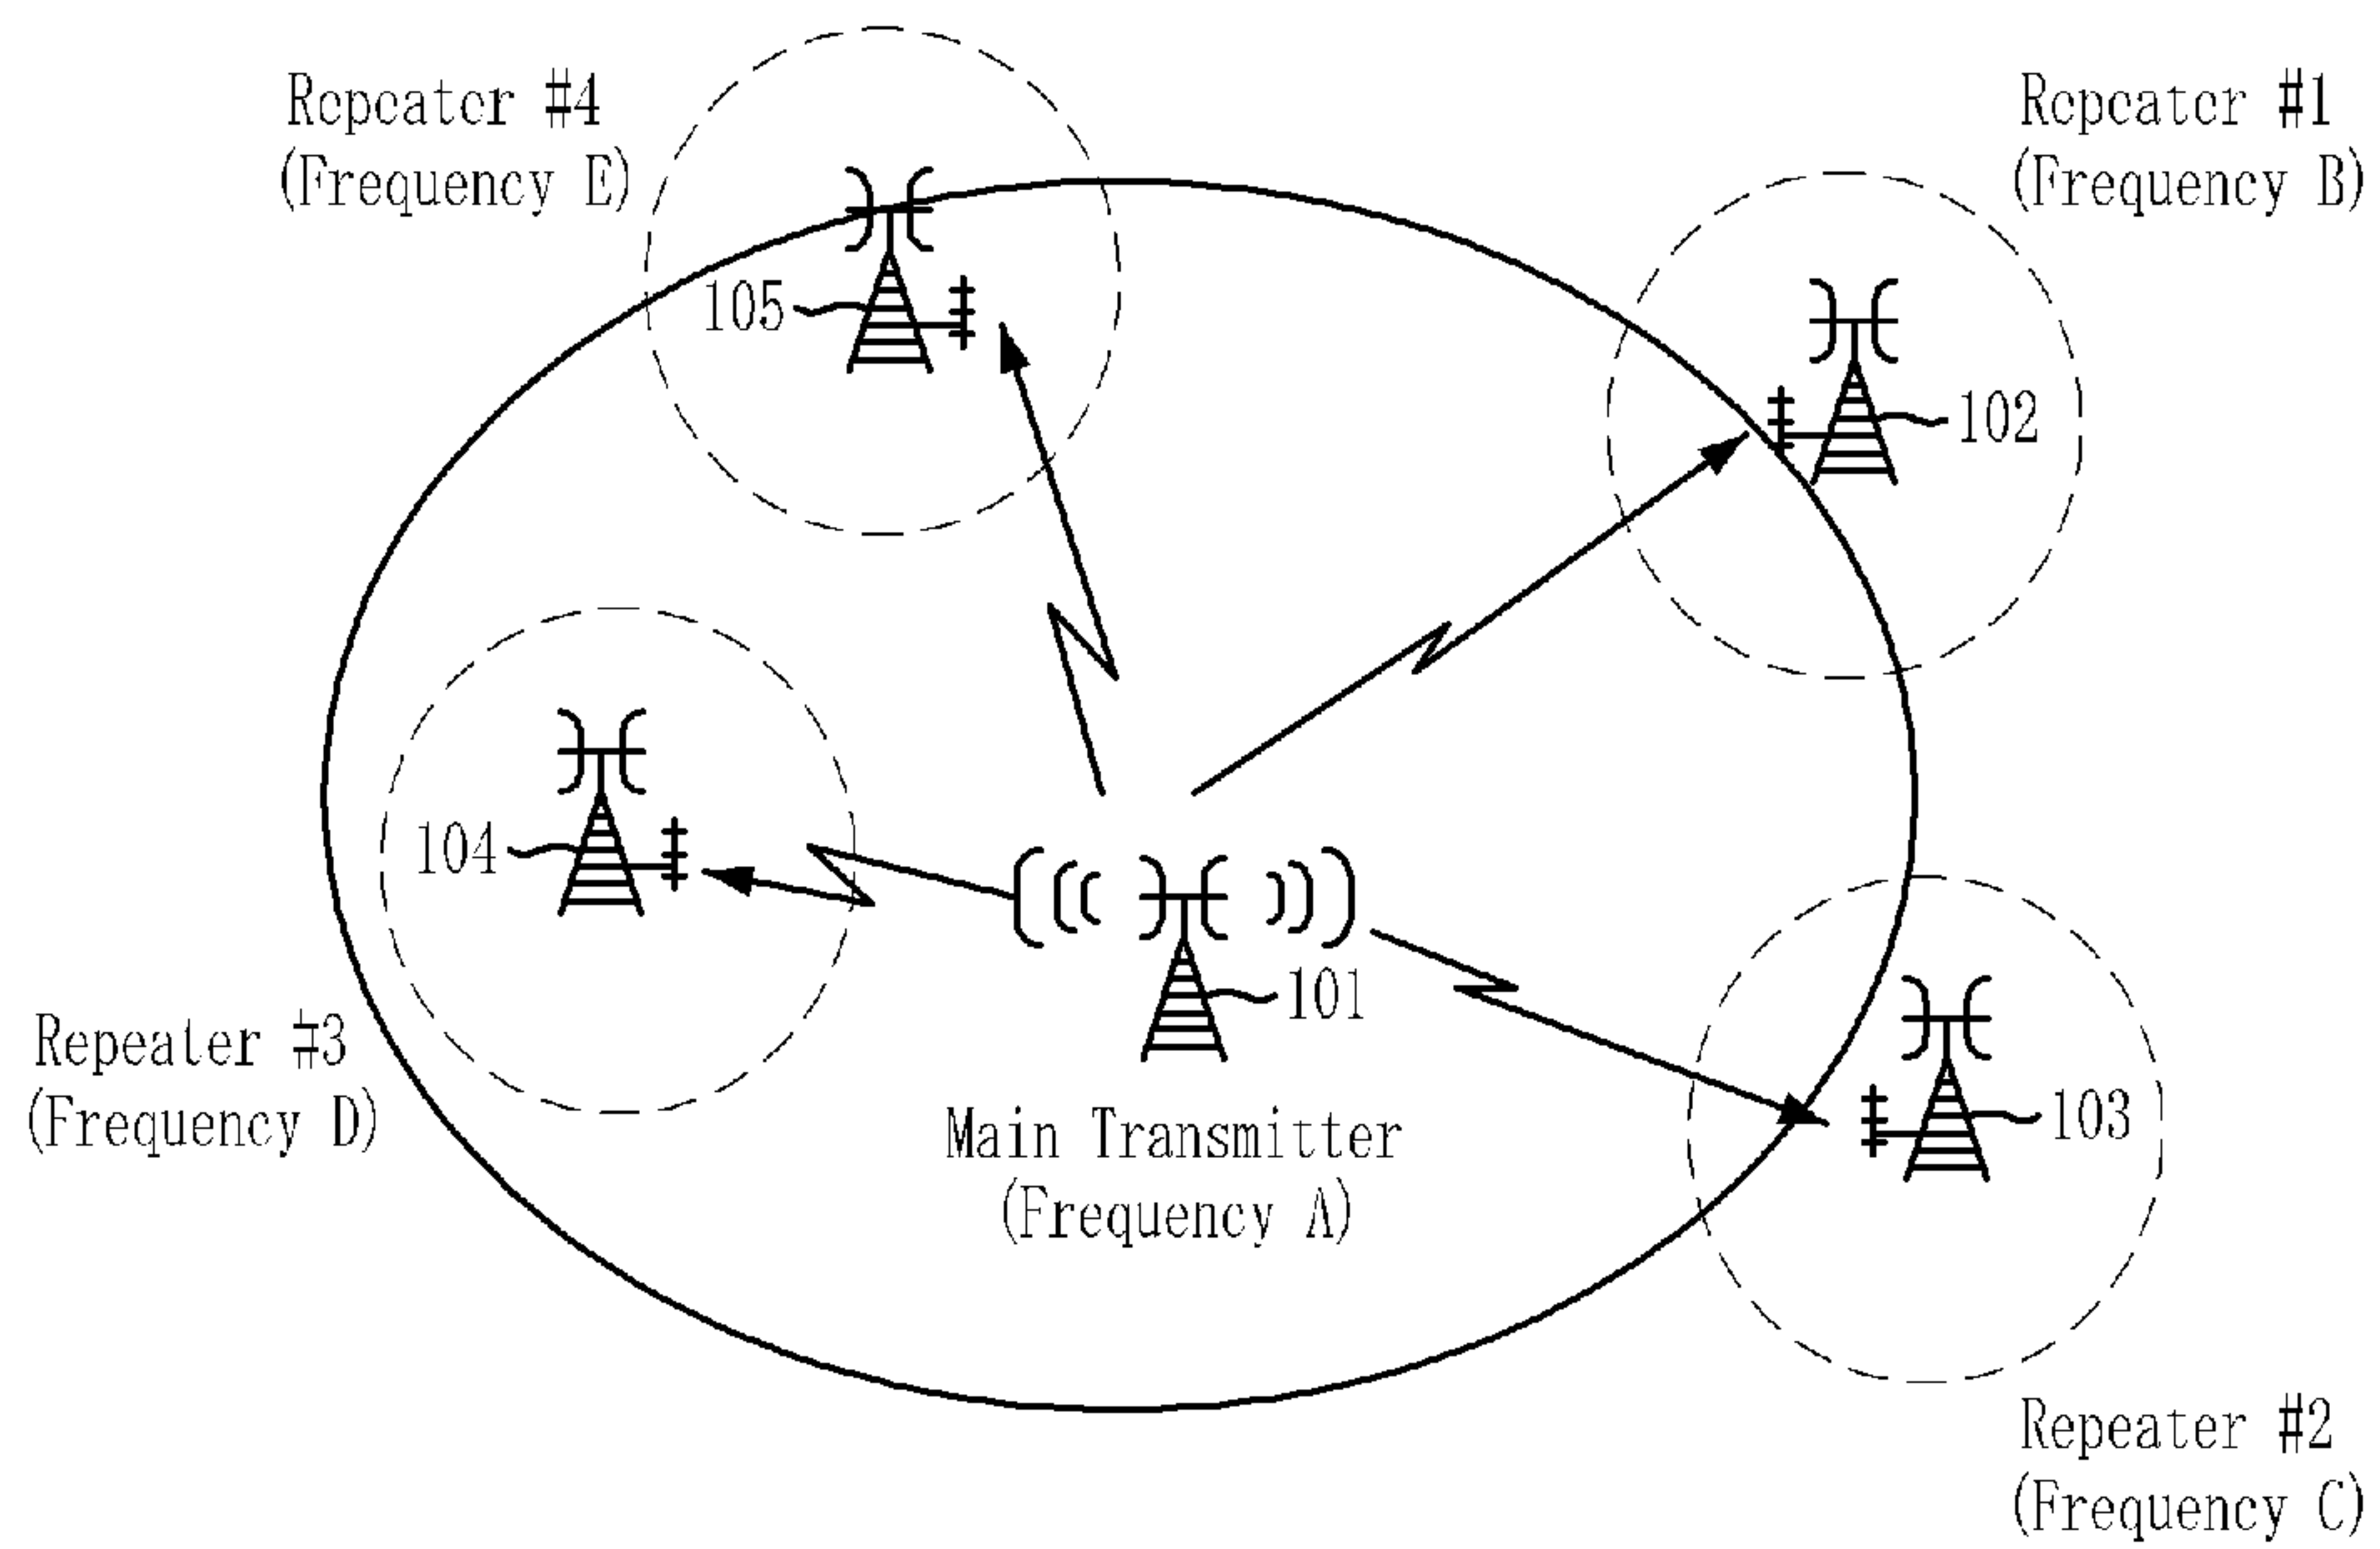 Repeater #4
(Frequency E)
Repeater #1
(Frequency B)
105
102
104
101
Repeater #3
(Frequency D)
103
Main Transmitter
(Frequency A)
Repeater #2
(Frequency C)